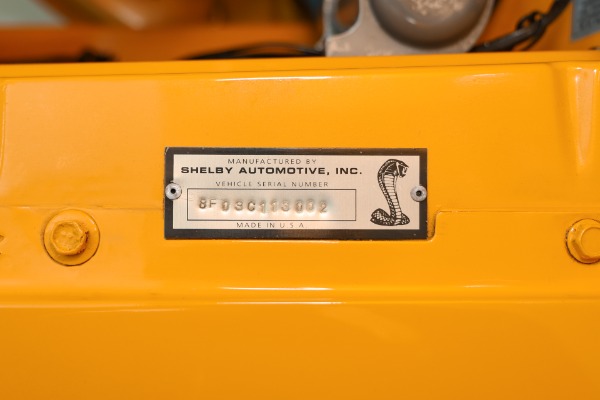 MANUFACTURED BY
SHELBY AUTOMOTIVE, INC.
VEHICLE SERIAL NUMBER
8F03C113002
MADE IN U.S.A